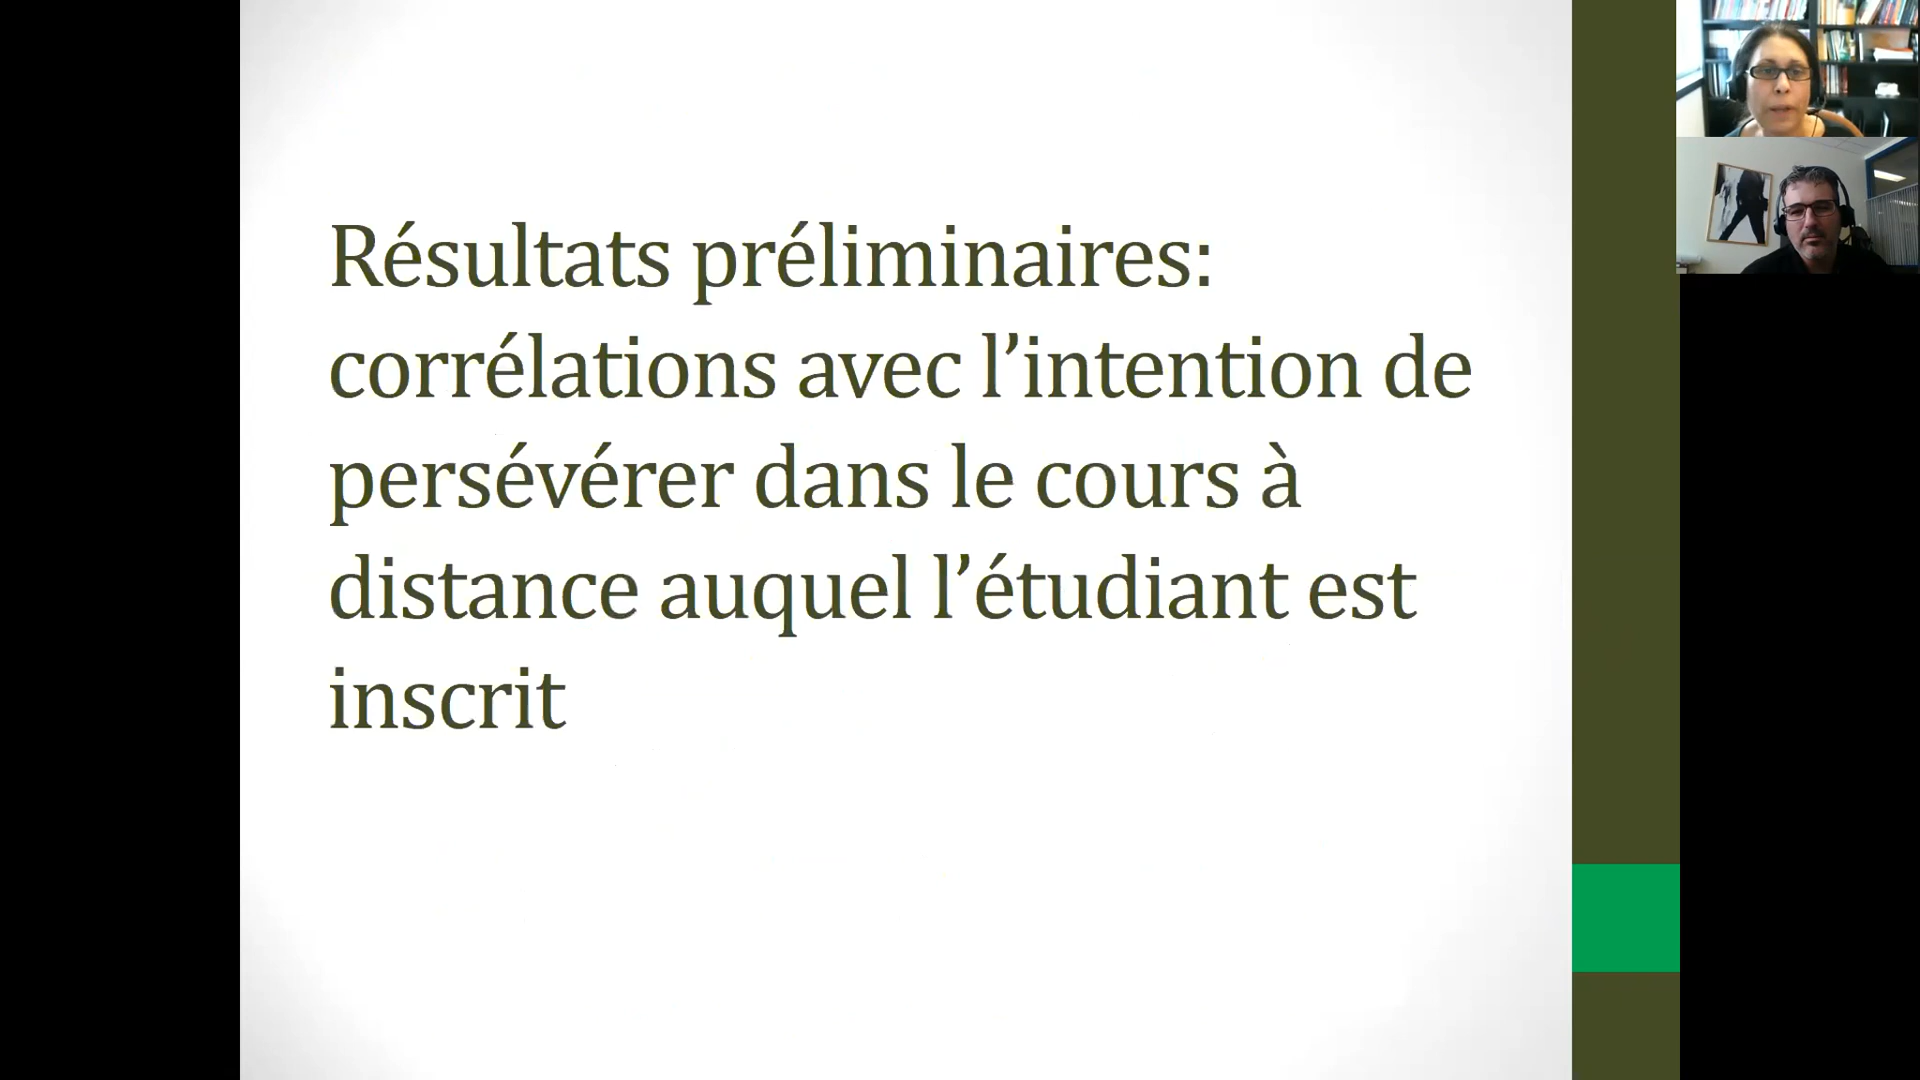 Résultats préliminaires:
corrélations avec l’intention de
persévérer dans le cours à
distance auquel l’étudiant est
inscrit